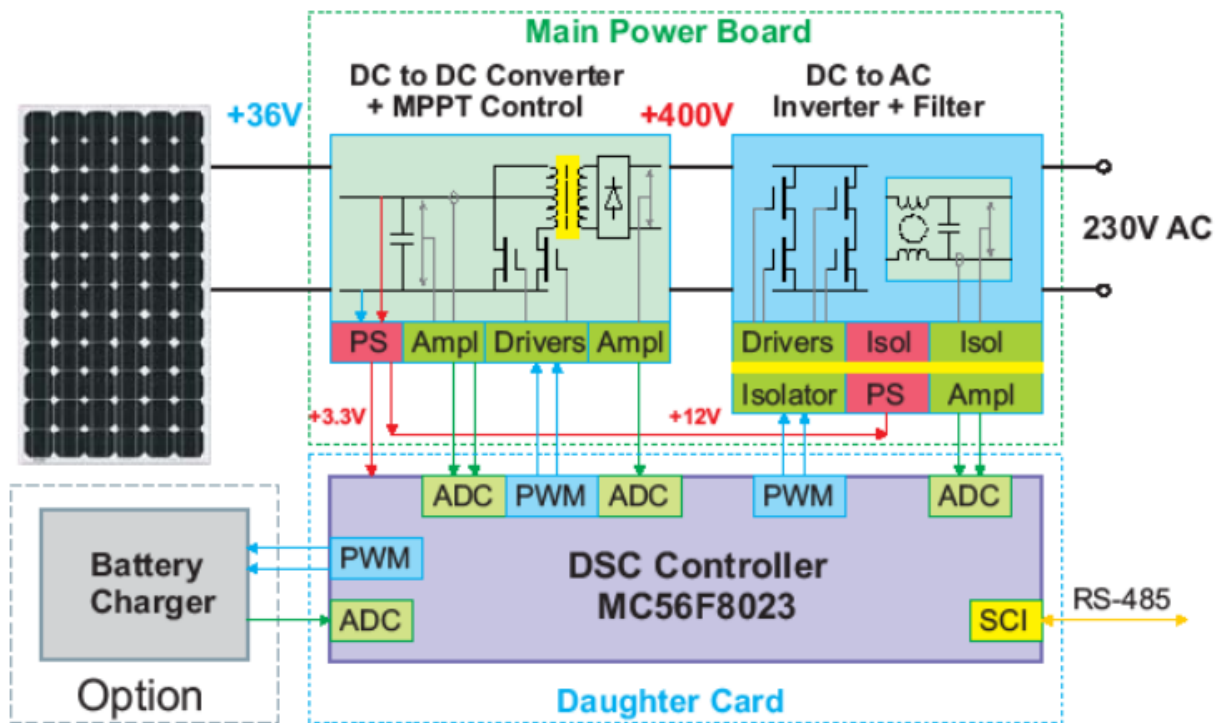 Main Power Board
DC to DC Converter
+ MPPT Control
DC to AC
Inverter + Filter
+36V
+400V
230V AC
PS
Ampl
Drivers
Ampl
Drivers
Isol
Isol
Isolator
PS
Ampl
+3.3V
+12V
ADC
PWM
ADC
PWM
ADC
PWM
ADC
DSC Controller
MC56F8023
SCI
RS-485
Battery
Charger
Option
Daughter Card